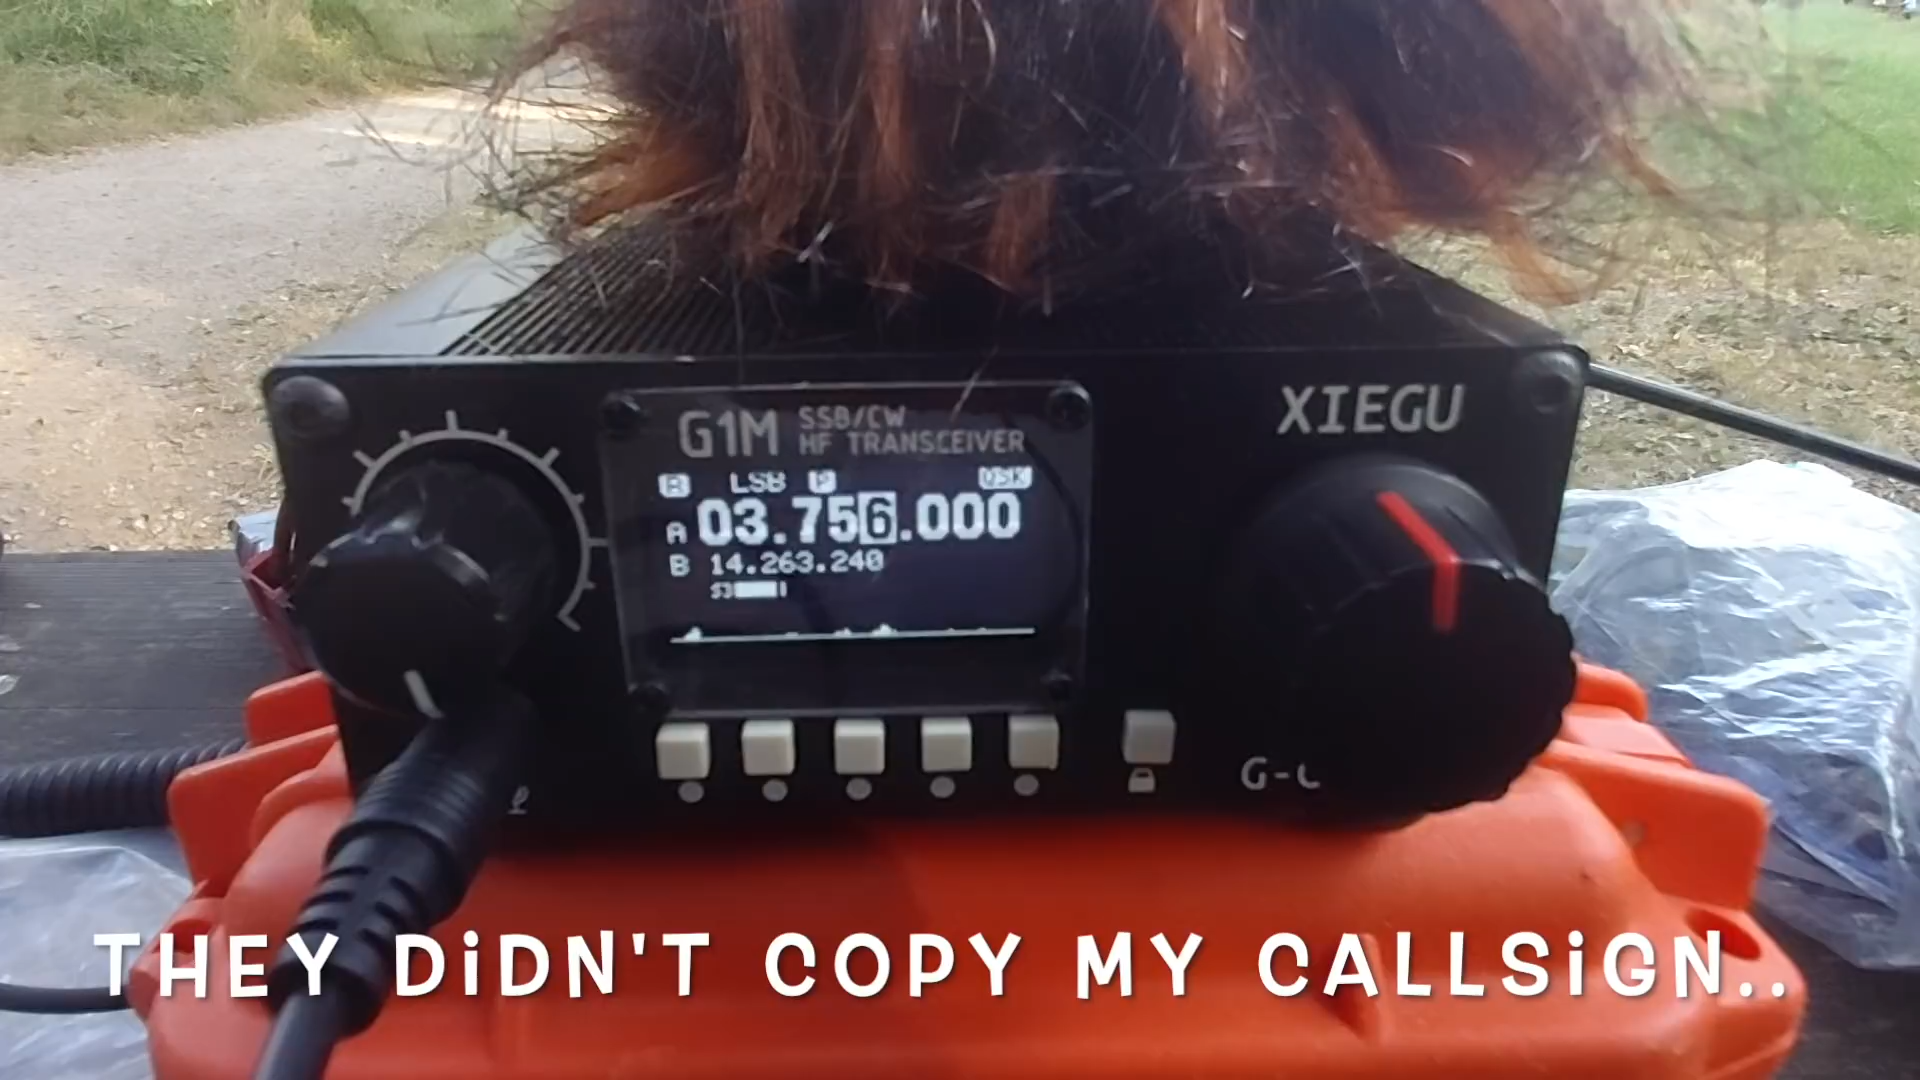 XIEGU
G1M SSB/CW
HF TRANSCEIVER
LSB P QSK
A 03.756.000
B 14.263.240
THEY DIDN'T COPY MY CALLSIGN..